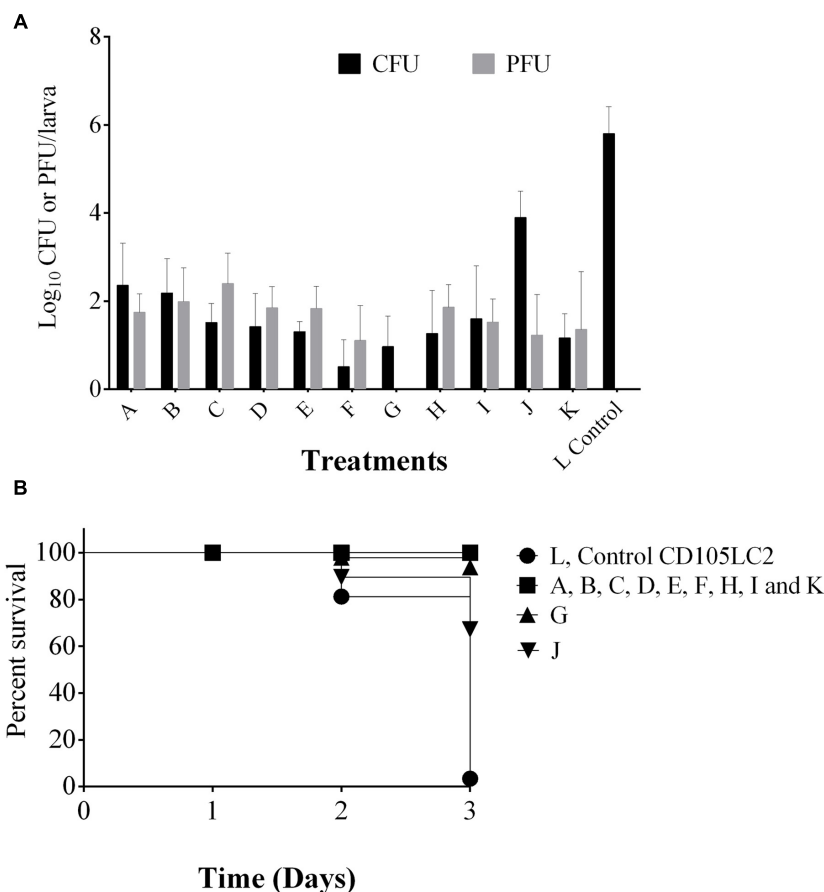 A
Log10 CFU or PFU/larva
8
6
4
2
0
CFU
PFU
A
B
C
D
E
F
G
H
I
J
K
L Control
Treatments
B
Percent survival
100
80
60
40
20
0
0
1
2
3
Time (Days)
L, Control CD105LC2
A, B, C, D, E, F, H, I and K
G
J